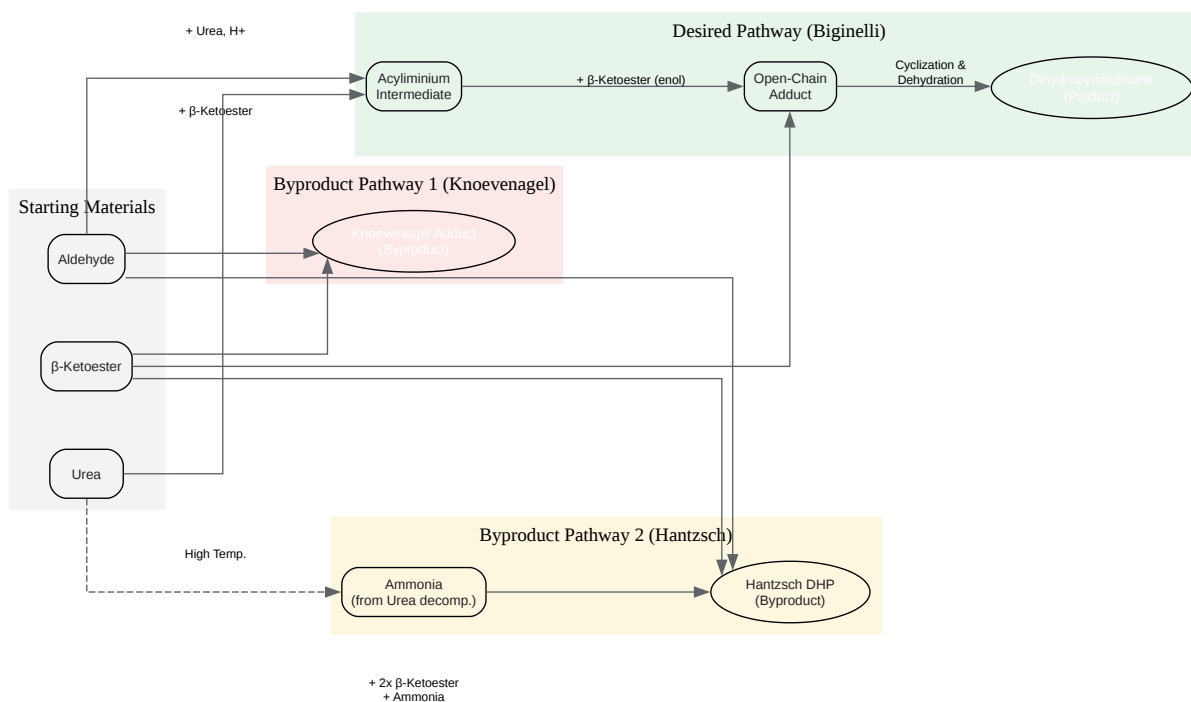 + Urea, H+
Desired Pathway (Biginelli)
Acyliminium
Intermediate
+ β-Ketoester (enol)
Open-Chain
Adduct
Cyclization &
Dehydration
Dihydropyrimidinone
(Product)
+ β-Ketoester
Byproduct Pathway 1 (Knoevenagel)
Knoevenagel Adduct
(Byproduct)
Starting Materials
Aldehyde
β-Ketoester
Urea
High Temp.
Byproduct Pathway 2 (Hantzsch)
Ammonia
(from Urea decomp.)
Hantzsch DHP
(Byproduct)
+ 2x β-Ketoester
+ Ammonia